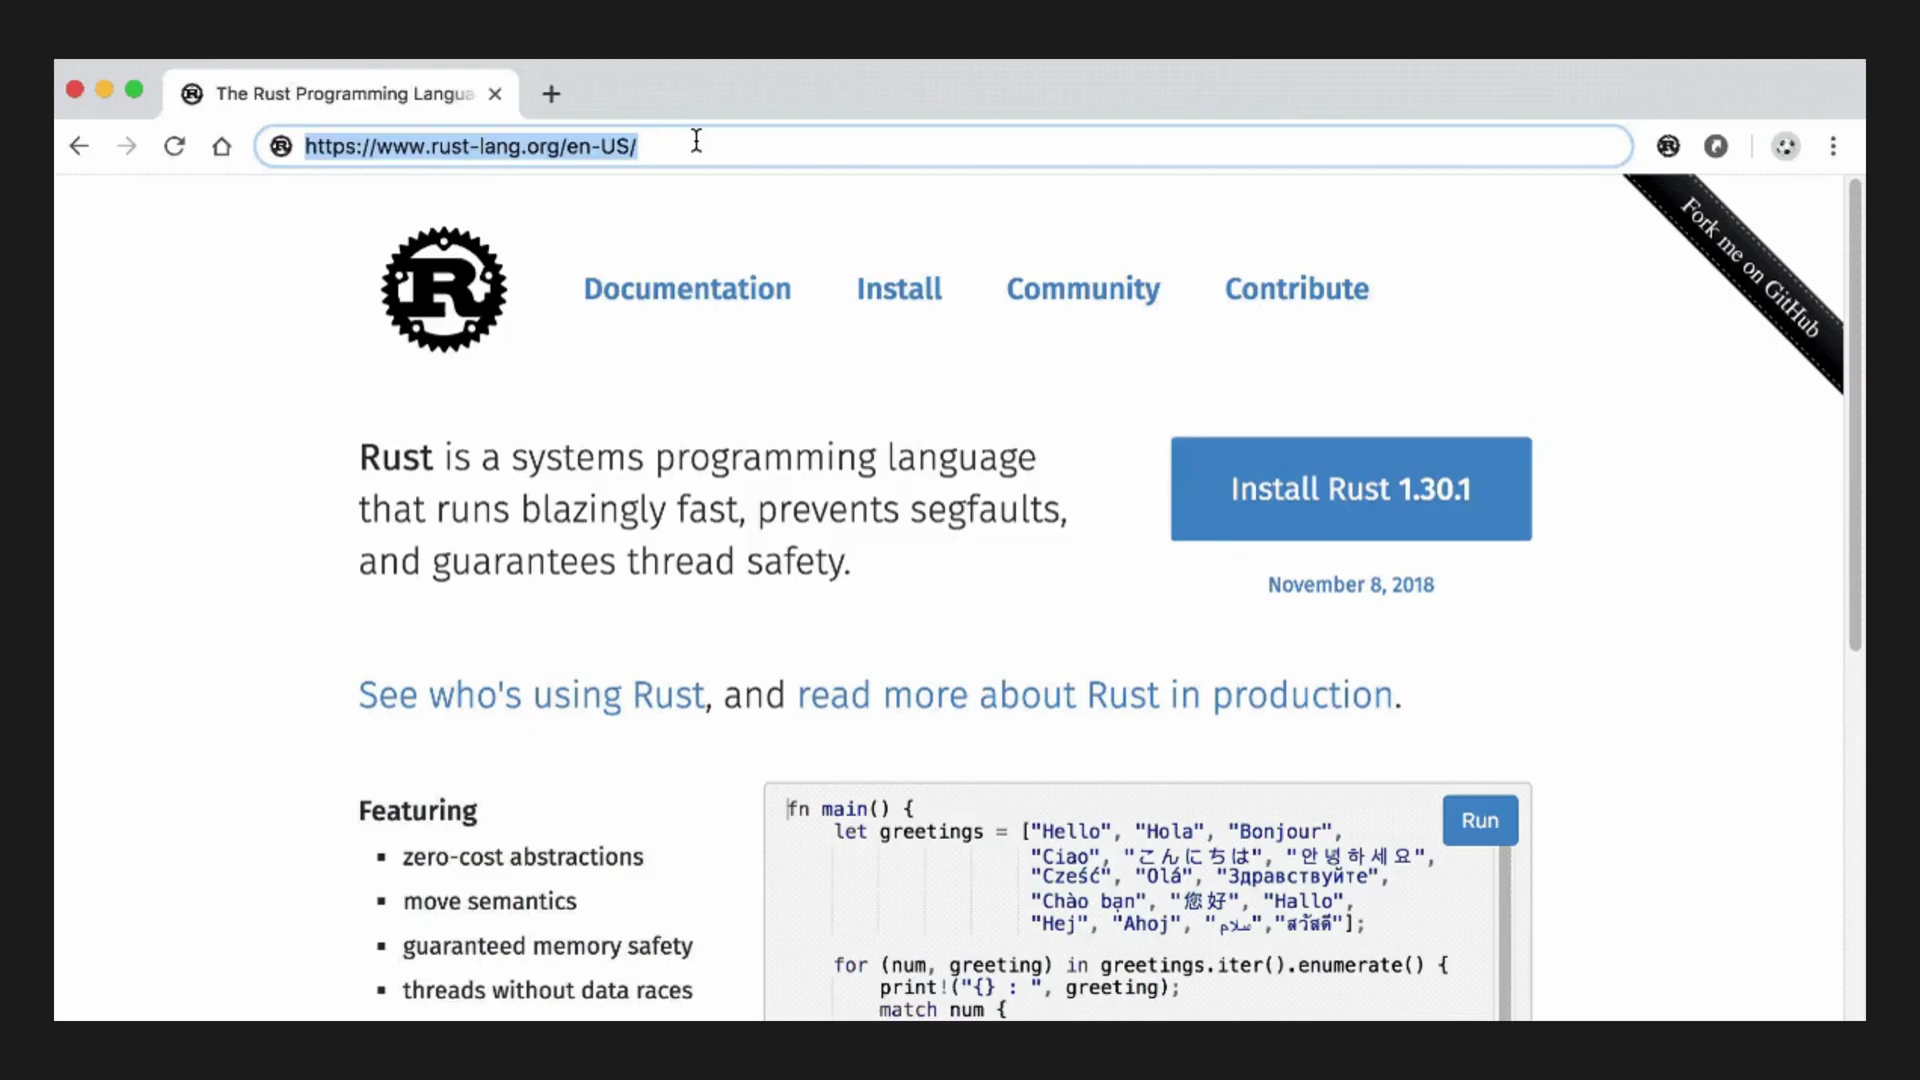 The Rust Programming Langua
https://www.rust-lang.org/en-US/
Fork me on GitHub
R
Documentation Install Community Contribute
Rust is a systems programming language
that runs blazingly fast, prevents segfaults,
and guarantees thread safety.
Install Rust 1.30.1
November 8, 2018
See who's using Rust, and read more about Rust in production.
Featuring
▪ zero-cost abstractions
▪ move semantics
▪ guaranteed memory safety
▪ threads without data races
fn main() {
let greetings = ["Hello", "Hola", "Bonjour",
"Ciao", "こんにちは", "안녕하세요",
"Cześć", "Olá", "Здравствуйте",
"Chào bạn", "您好", "Hallo",
"Hej", "Ahoj", "سلام","สวัสดี"];
for (num, greeting) in greetings.iter().enumerate() {
print!("{} : ", greeting);
match num {
Run